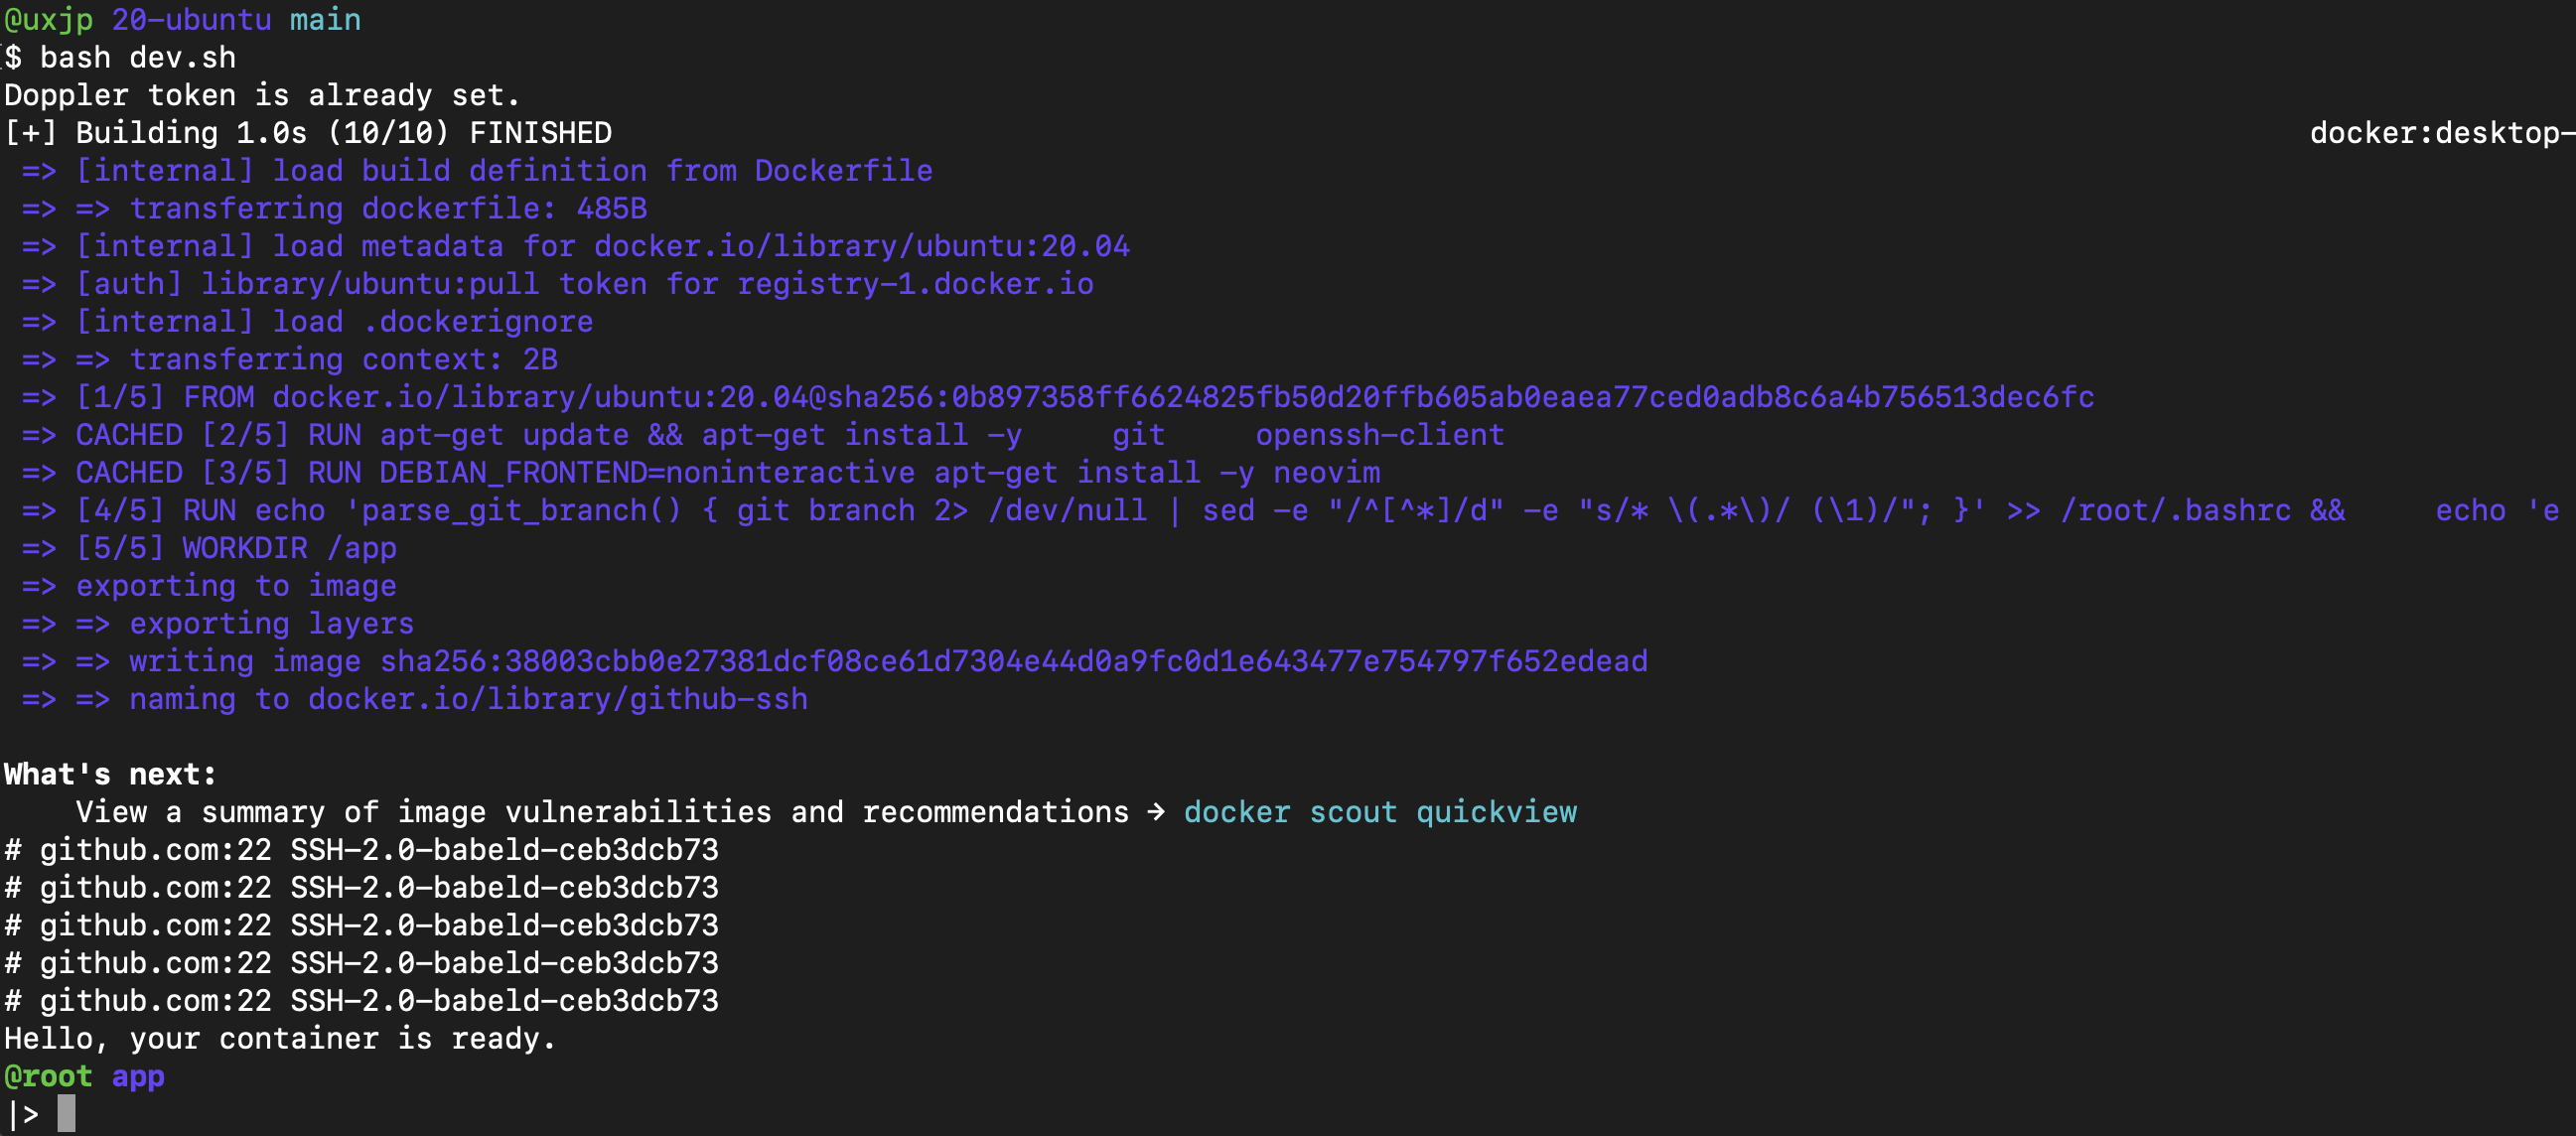 @uxjp 20-ubuntu main
$ bash dev.sh
Doppler token is already set.
[+] Building 1.0s (10/10) FINISHED docker:desktop-
=> [internal] load build definition from Dockerfile
=> => transferring dockerfile: 485B
=> [internal] load metadata for docker.io/library/ubuntu:20.04
=> [auth] library/ubuntu:pull token for registry-1.docker.io
=> [internal] load .dockerignore
=> => transferring context: 2B
=> [1/5] FROM docker.io/library/ubuntu:20.04@sha256:0b897358ff6624825fb50d20ffb605ab0eaea77ced0adb8c6a4b756513dec6fc
=> CACHED [2/5] RUN apt-get update && apt-get install -y     git     openssh-client
=> CACHED [3/5] RUN DEBIAN_FRONTEND=noninteractive apt-get install -y neovim
=> [4/5] RUN echo 'parse_git_branch() { git branch 2> /dev/null | sed -e "/^[^*]/d" -e "s/* \(.*\)/ (\1)/"; }' >> /root/.bashrc &&     echo 'e
=> [5/5] WORKDIR /app
=> exporting to image
=> => exporting layers
=> => writing image sha256:38003cbb0e27381dcf08ce61d7304e44d0a9fc0d1e643477e754797f652edead
=> => naming to docker.io/library/github-ssh
What's next:
View a summary of image vulnerabilities and recommendations → docker scout quickview
# github.com:22 SSH-2.0-babeld-ceb3dcb73
# github.com:22 SSH-2.0-babeld-ceb3dcb73
# github.com:22 SSH-2.0-babeld-ceb3dcb73
# github.com:22 SSH-2.0-babeld-ceb3dcb73
# github.com:22 SSH-2.0-babeld-ceb3dcb73
Hello, your container is ready.
@root app
|>